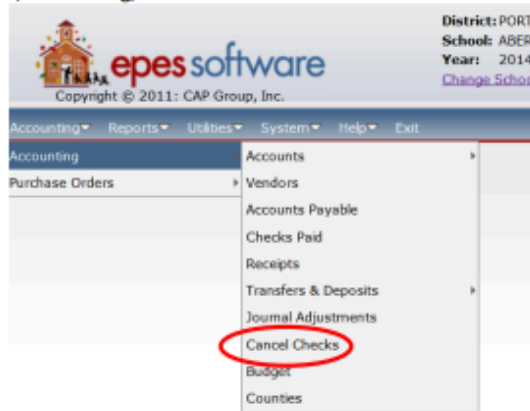 District: PORT
School: ABER
Year: 2014
Change Schoo
epes software
Copyright © 2011: CAP Group, Inc.
Accounting Reports Utilities System Help Exit
Accounting
Purchase Orders
Accounts
Vendors
Accounts Payable
Checks Paid
Receipts
Transfers & Deposits
Journal Adjustments
Cancel Checks
Budget
Counties